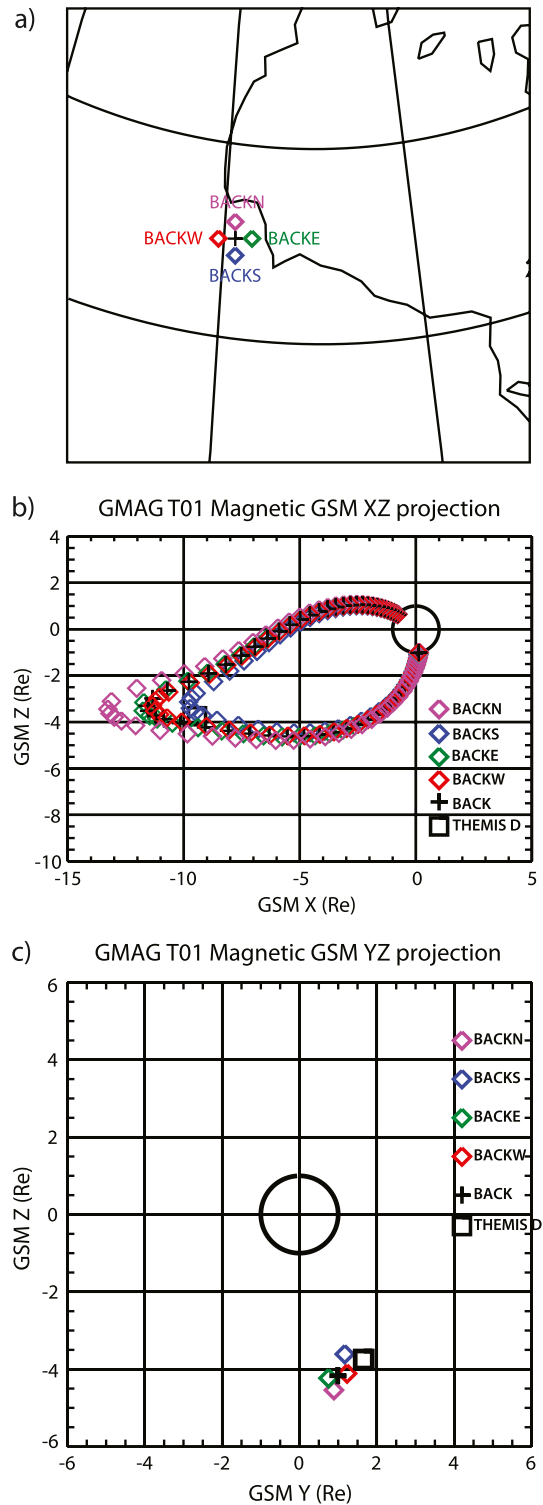 a)
BACKN
BACKW
BACKE
BACKS
b)
GMAG T01 Magnetic GSM XZ projection
4
2
0
-2
-4
-6
-8
-10
GSM Z (Re)
BACKN
BACKS
BACKE
BACKW
BACK
THEMIS D
-15 -10 -5 0 5
GSM X (Re)
c)
GMAG T01 Magnetic GSM YZ projection
6
4
2
0
-2
-4
-6
GSM Z (Re)
BACKN
BACKS
BACKE
BACKW
BACK
THEMIS D
-6 -4 -2 0 2 4 6
GSM Y (Re)